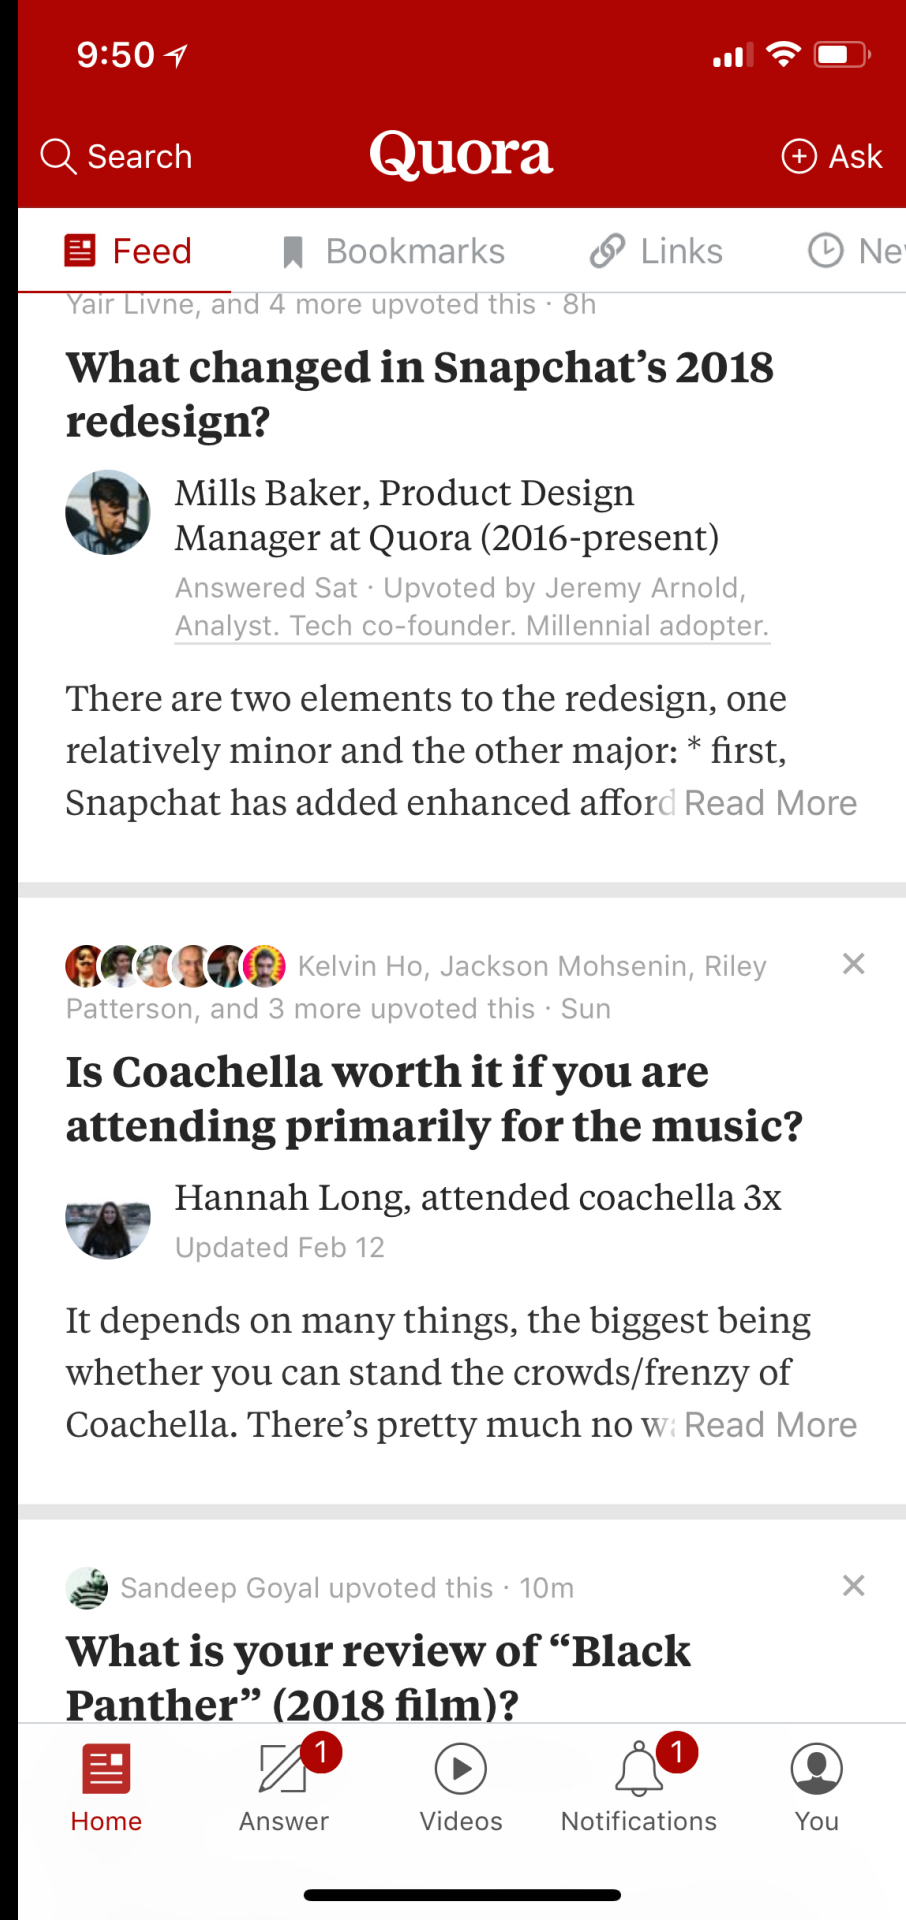 9:50
Search
Quora
Ask
Feed
Bookmarks
Links
Yair Livne, and 4 more upvoted this · 8h
What changed in Snapchat’s 2018
redesign?
Mills Baker, Product Design
Manager at Quora (2016-present)
Answered Sat · Upvoted by Jeremy Arnold,
Analyst. Tech co-founder. Millennial adopter.
There are two elements to the redesign, one
relatively minor and the other major: * first,
Snapchat has added enhanced afford Read More
Kelvin Ho, Jackson Mohsenin, Riley
Patterson, and 3 more upvoted this · Sun
Is Coachella worth it if you are
attending primarily for the music?
Hannah Long, attended coachella 3x
Updated Feb 12
It depends on many things, the biggest being
whether you can stand the crowds/frenzy of
Coachella. There’s pretty much no Read More
Sandeep Goyal upvoted this · 10m
What is your review of “Black
Panther” (2018 film)?
1
1
Home
Answer
Videos
Notifications
You